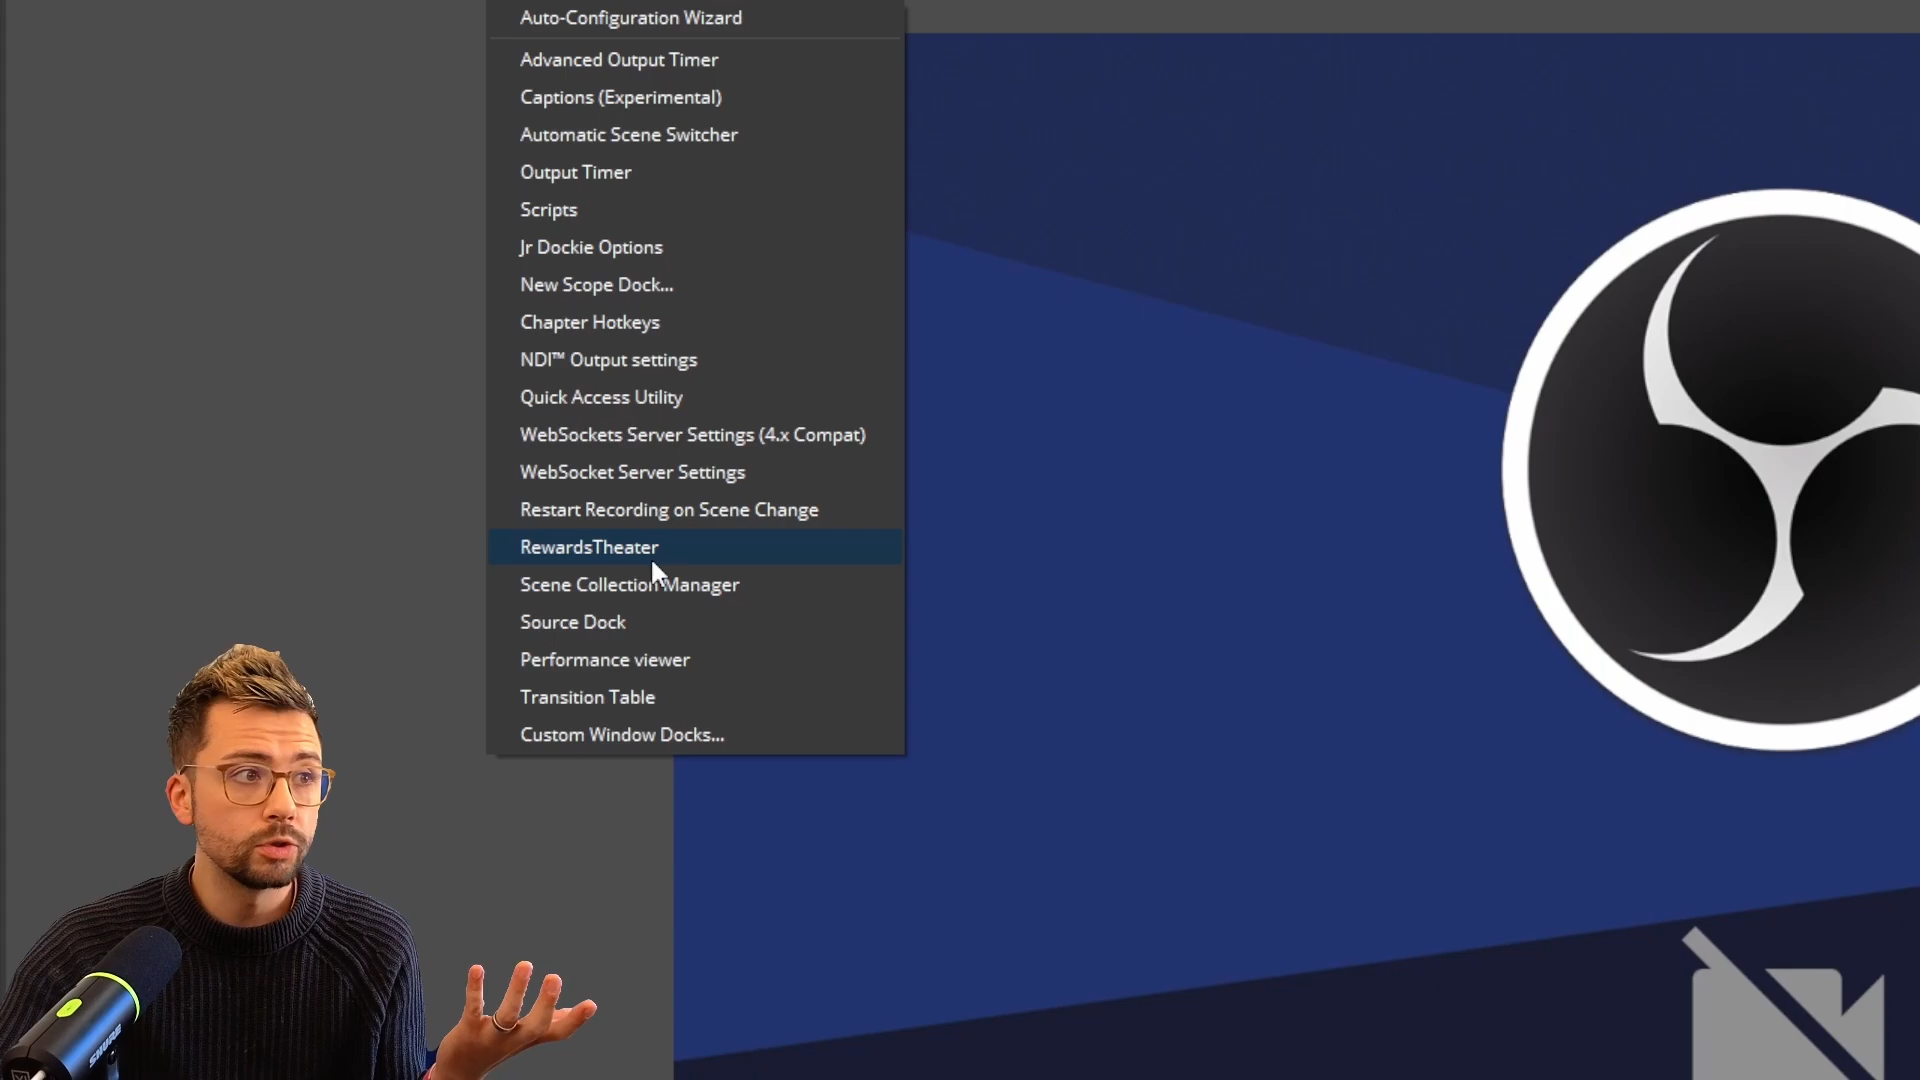 Auto-Configuration Wizard
Advanced Output Timer
Captions (Experimental)
Automatic Scene Switcher
Output Timer
Scripts
Jr Dockie Options
New Scope Dock...
Chapter Hotkeys
NDI™ Output settings
Quick Access Utility
WebSockets Server Settings (4.x Compat)
WebSocket Server Settings
Restart Recording on Scene Change
RewardsTheater
Scene Collection Manager
Source Dock
Performance viewer
Transition Table
Custom Window Docks...
SHURE